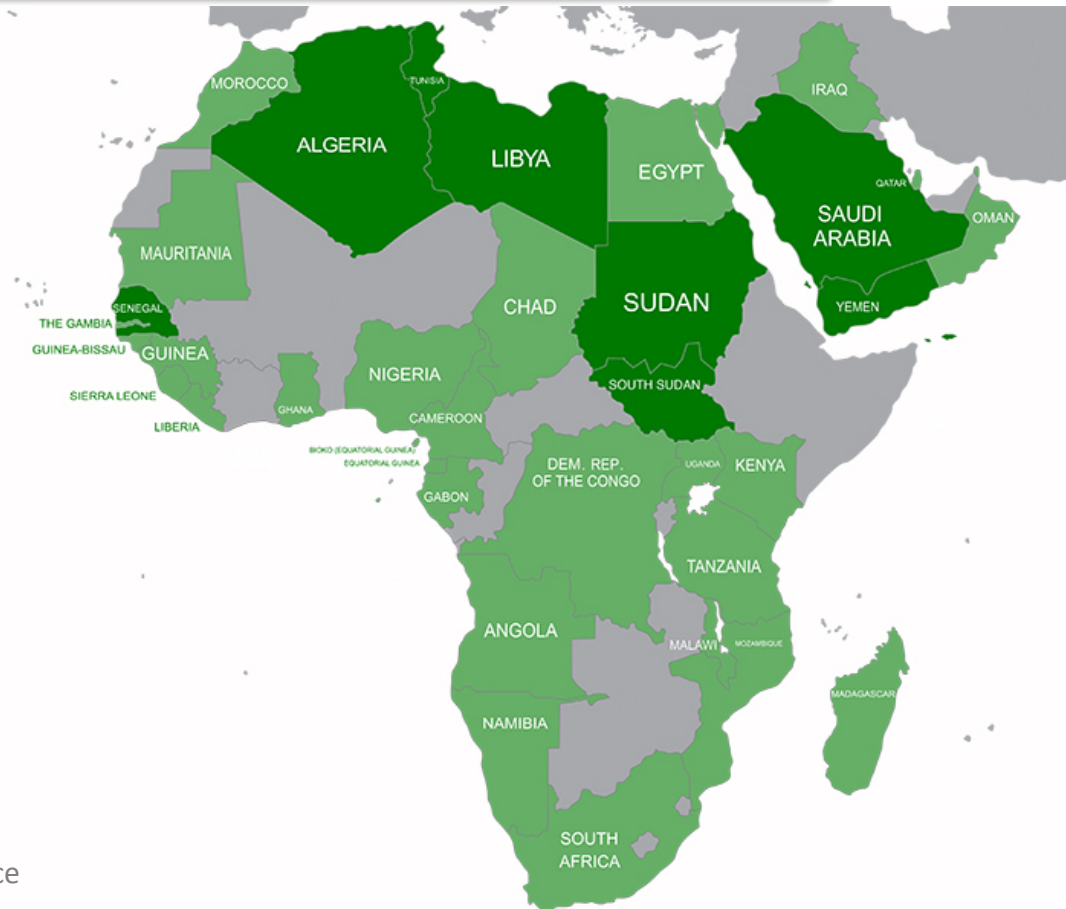 MOROCCO
TUNISIA
ALGERIA
LIBYA
EGYPT
IRAQ
QATAR
SAUDI
ARABIA
OMAN
YEMEN
MAURITANIA
SENEGAL
THE GAMBIA
GUINEA-BISSAU
GUINEA
SIERRA LEONE
LIBERIA
GHANA
NIGERIA
CHAD
SUDAN
SOUTH SUDAN
CAMEROON
BIOKO (EQUATORIAL GUINEA)
EQUATORIAL GUINEA
GABON
DEM. REP.
OF THE CONGO
UGANDA
KENYA
TANZANIA
ANGOLA
MALAWI
MOZAMBIQUE
MADAGASCAR
NAMIBIA
SOUTH
AFRICA
ce